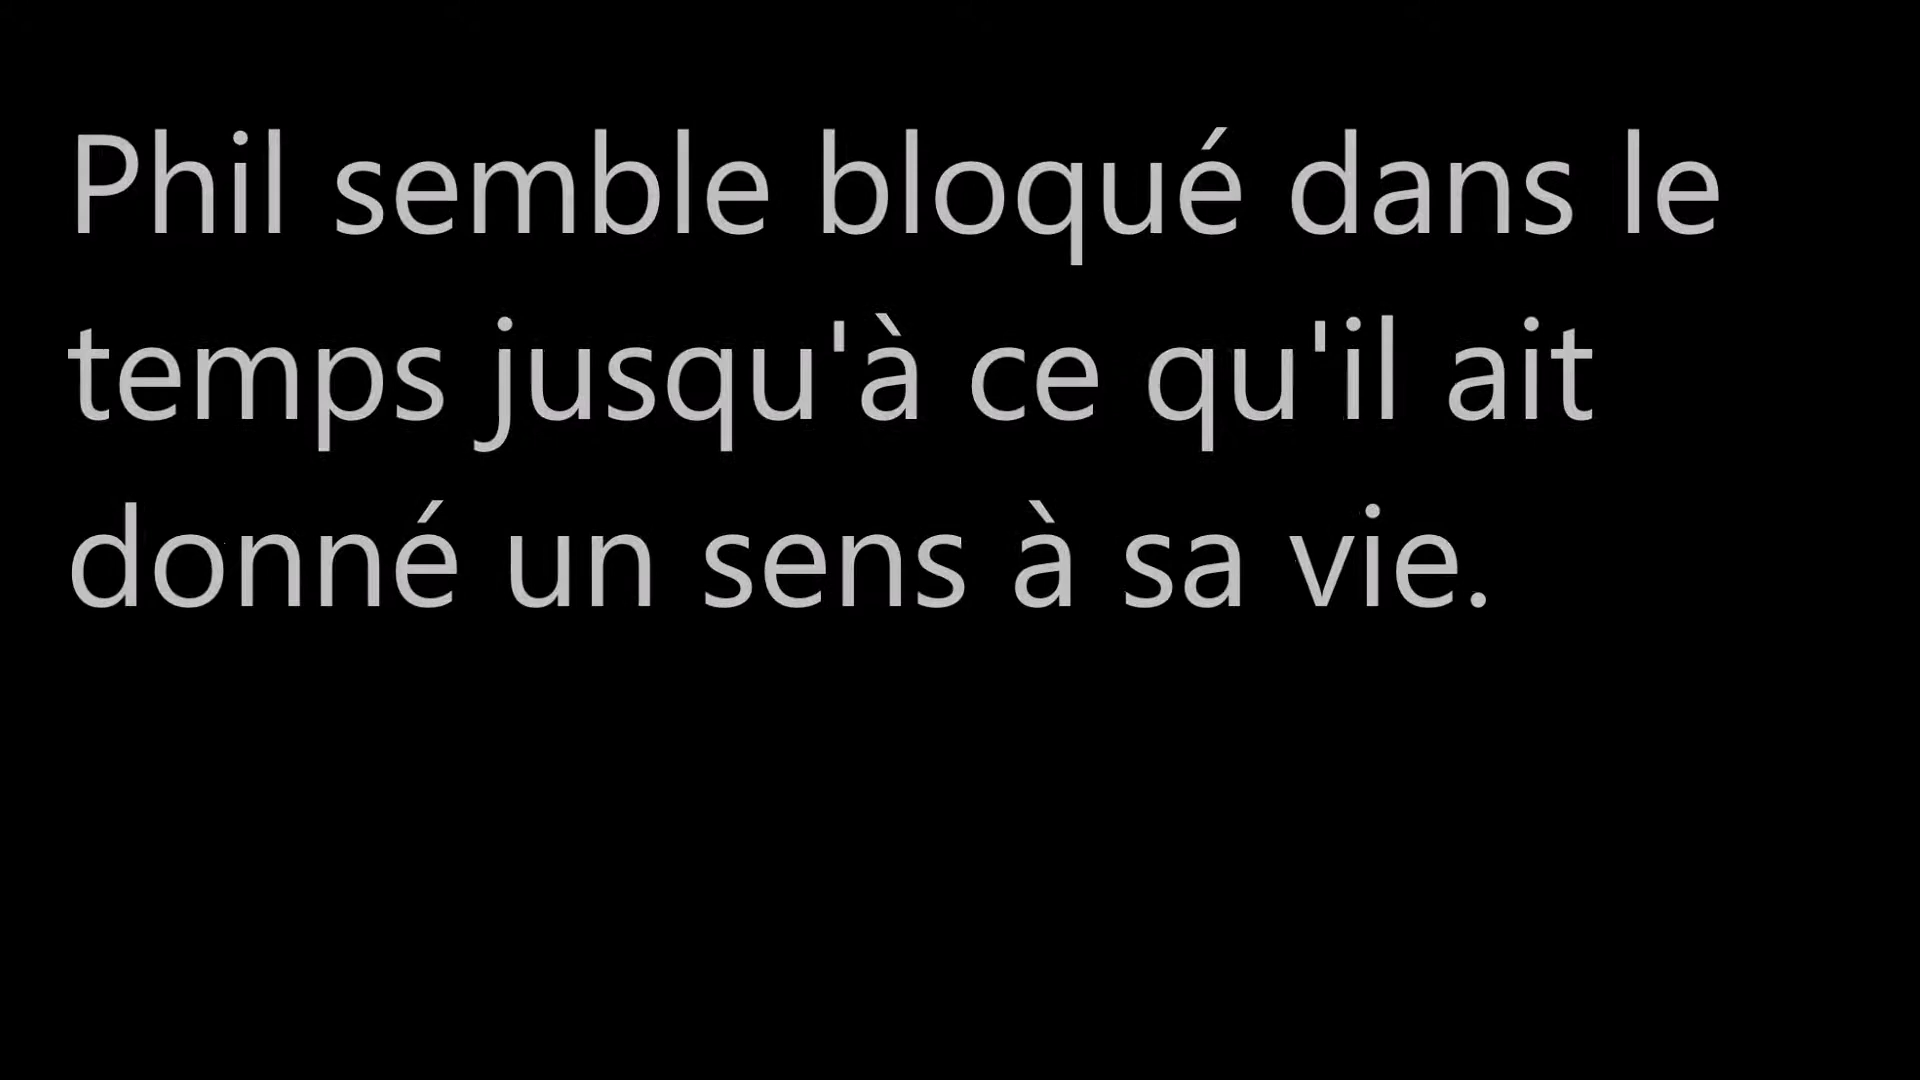 Phil semble bloqué dans le
temps jusqu'à ce qu'il ait
donné un sens à sa vie.